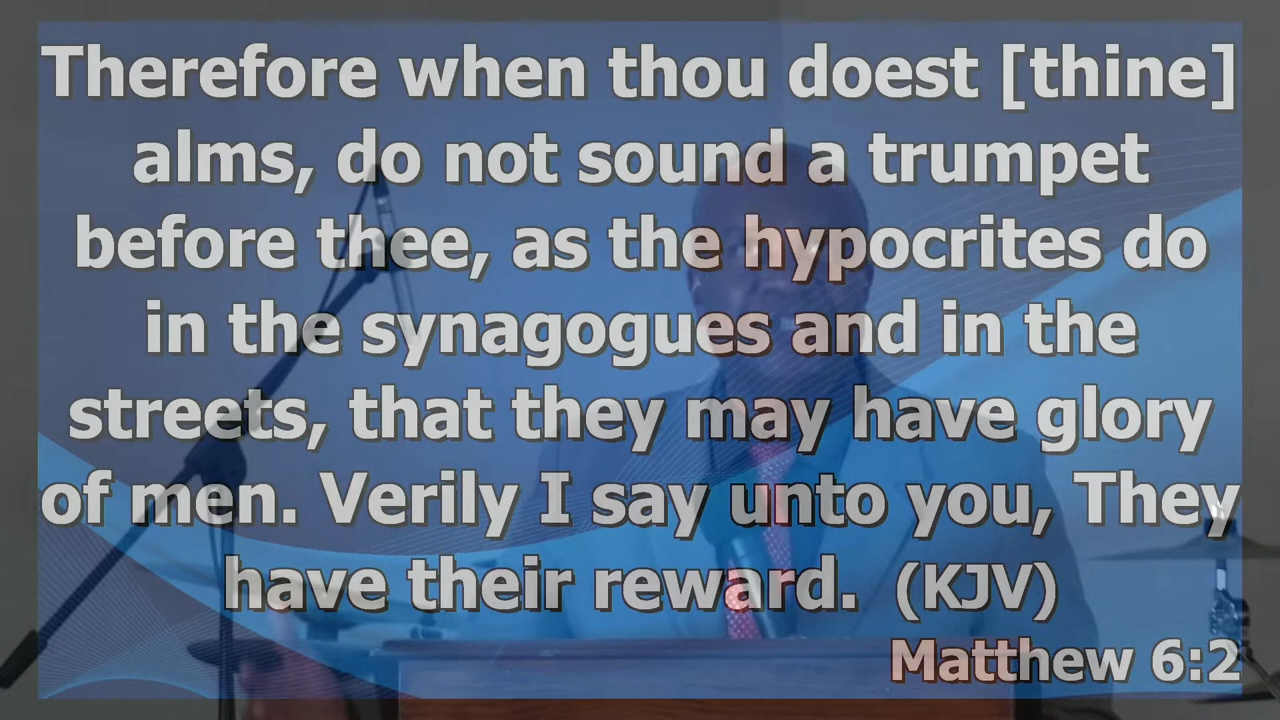 Therefore when thou doest [thine]
alms, do not sound a trumpet
before thee, as the hypocrites do
in the synagogues and in the
streets, that they may have glory
of men. Verily I say unto you, They
have their reward. (KJV)
Matthew 6:2